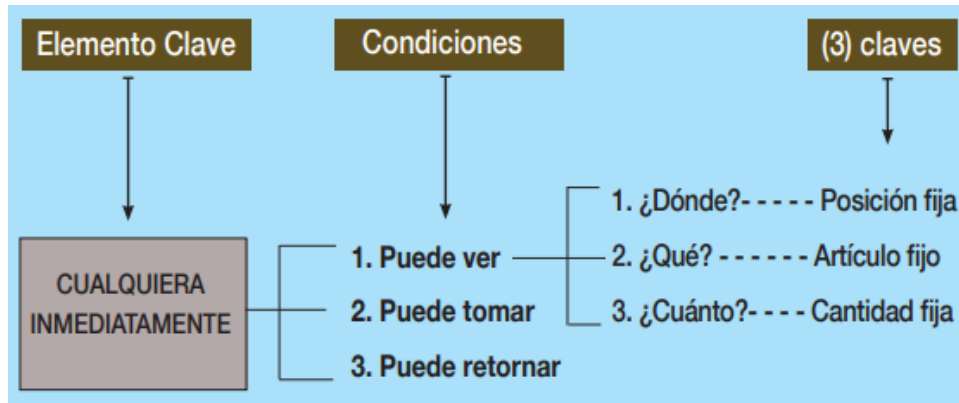 Elemento Clave
Condiciones
(3) claves
CUALQUIERA
INMEDIATAMENTE
1. Puede ver
2. Puede tomar
3. Puede retornar
1. ¿Dónde?- - - - - Posición fija
2. ¿Qué? - - - - - - Artículo fijo
3. ¿Cuánto?- - - - Cantidad fija